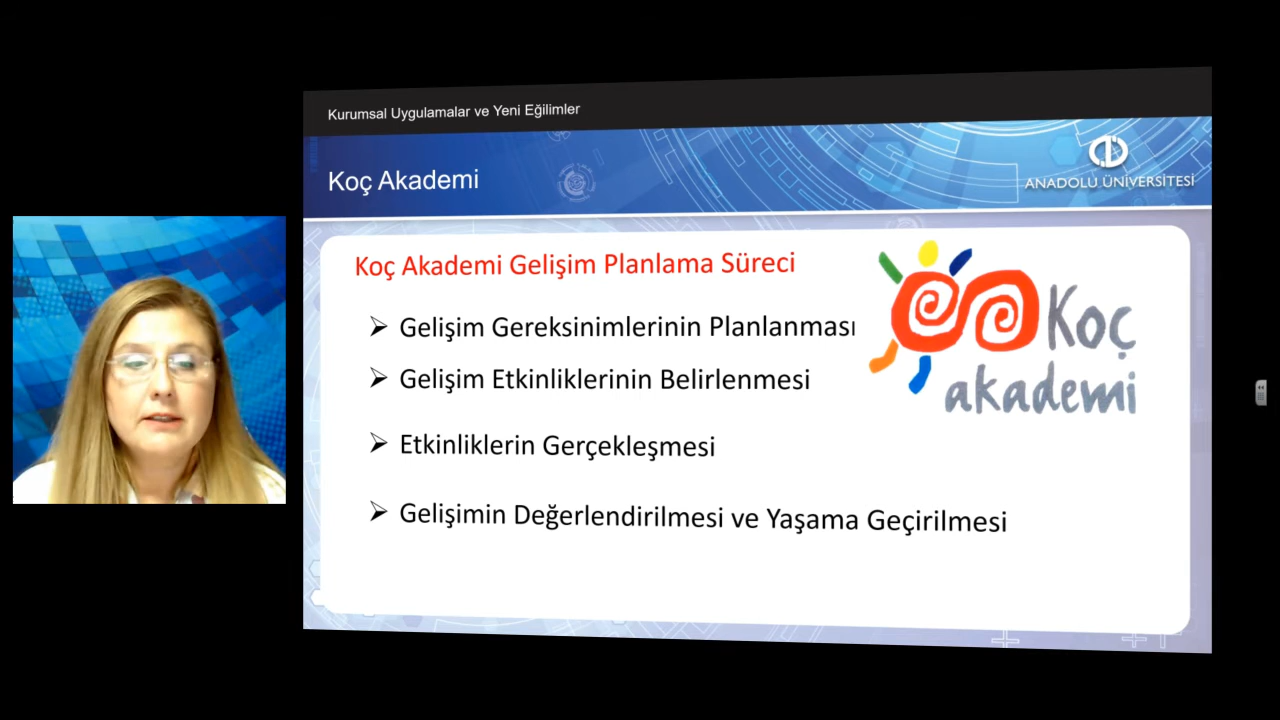 Kurumsal Uygulamalar ve Yeni Eğilimler
Koç Akademi
ANADOLU ÜNİVERSİTESİ
Koç Akademi Gelişim Planlama Süreci
Koç
akademi
Gelişim Gereksinimlerinin Planlanması
Gelişim Etkinliklerinin Belirlenmesi
Etkinliklerin Gerçekleşmesi
Gelişimin Değerlendirilmesi ve Yaşama Geçirilmesi